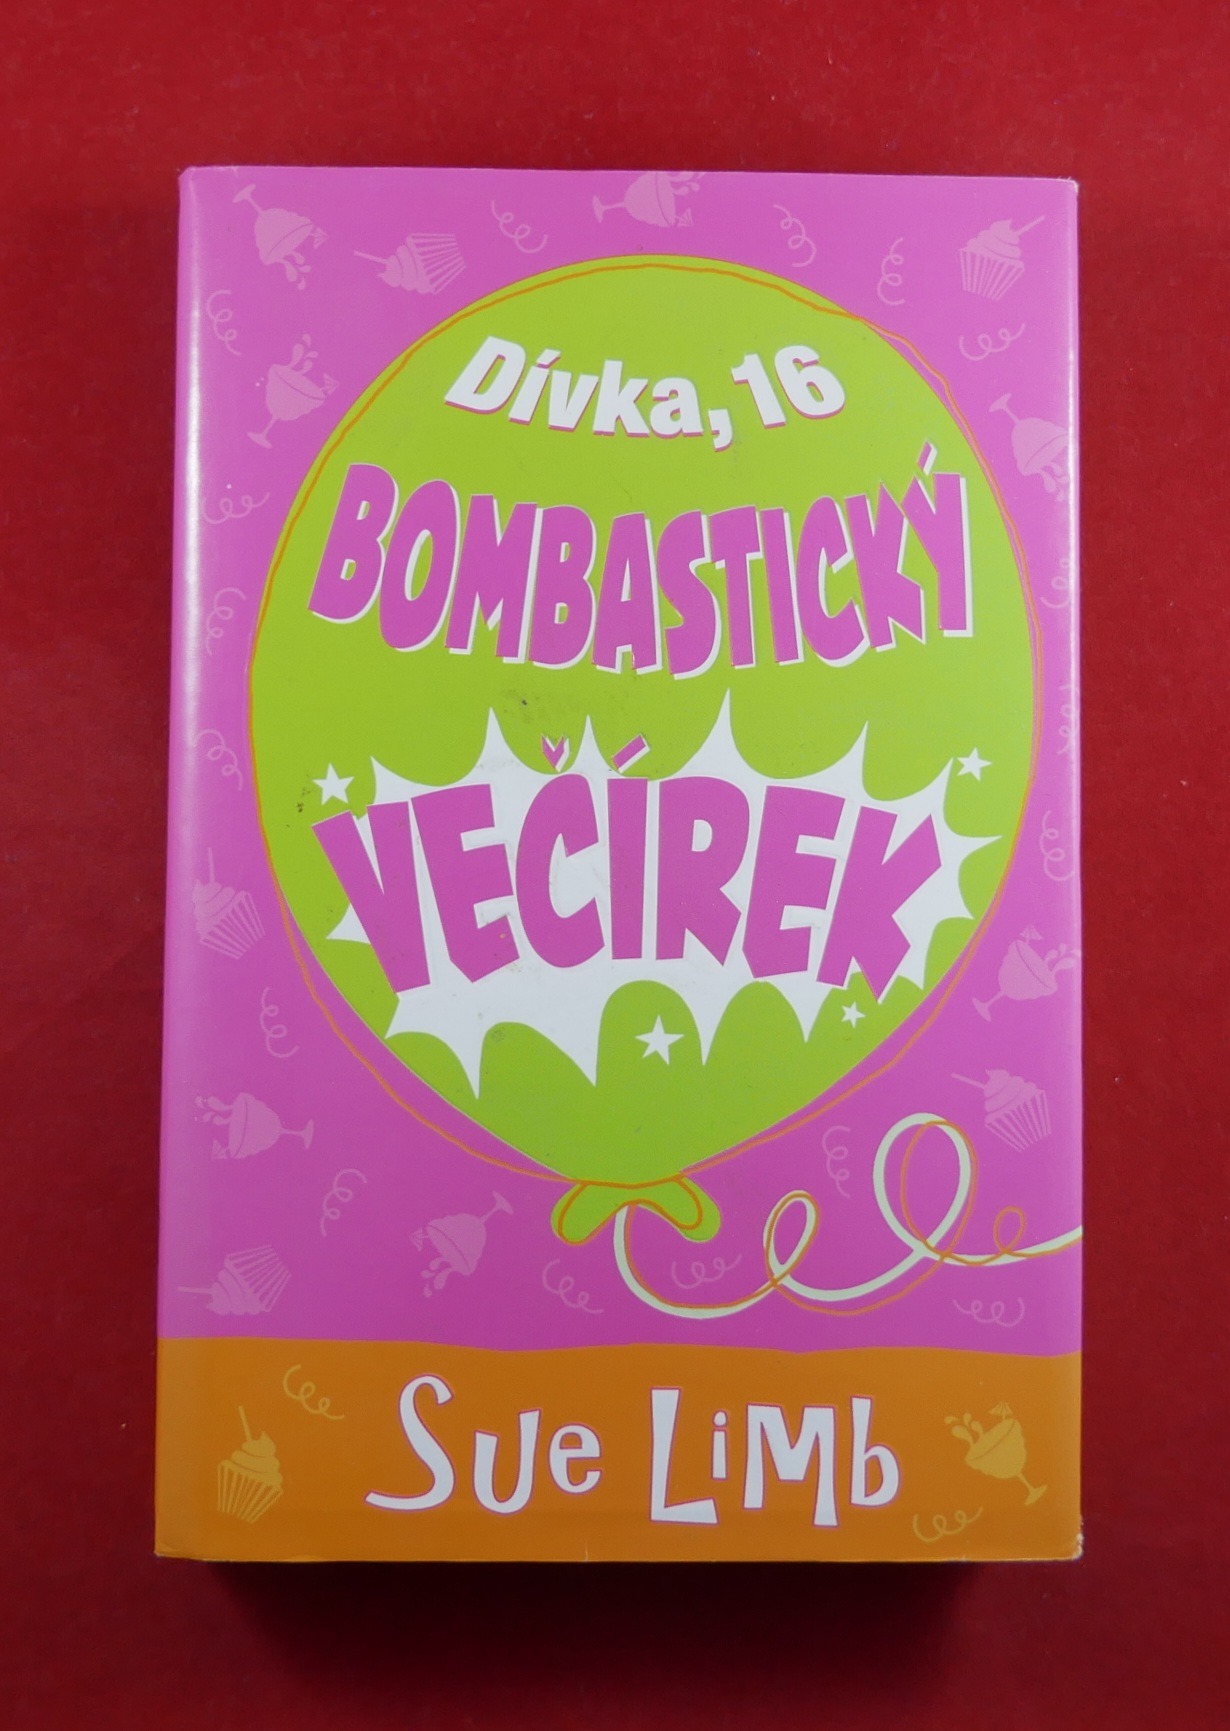 Dívka, 16
BOMBASTICKÝ
VEČÍREK
Sue Limb